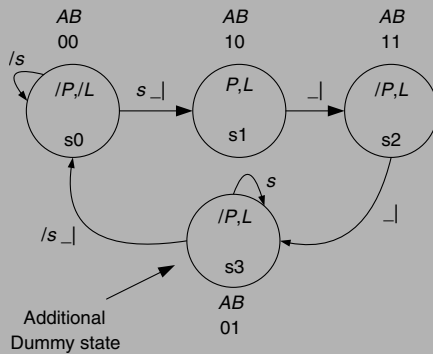 AB
00
AB
10
AB
11
/s
/P,/L
s0
s _|
P,L
s1
_|
/P,L
s2
/s _|
s
/P,L
s3
_|
AB
01
Additional
Dummy state